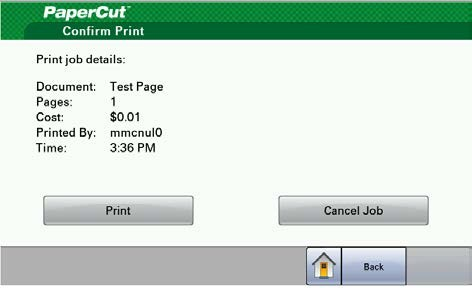 PaperCut
Confirm Print
Print job details:
Document: Test Page
Pages: 1
Cost: $0.01
Printed By: mmcnul0
Time: 3:36 PM
Print Cancel Job
Back